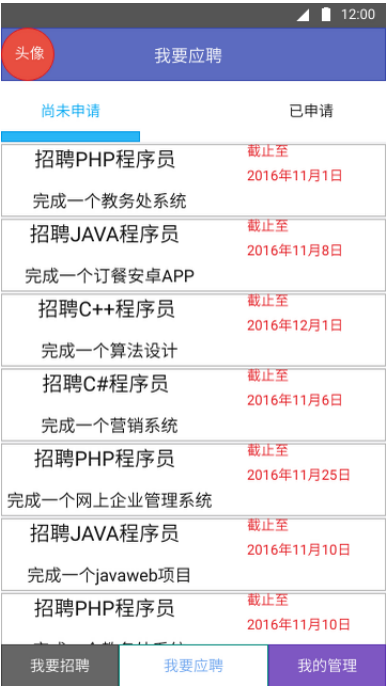 12:00
头像
我要应聘
尚未申请
已申请
招聘PHP程序员
截止至
2016年11月1日
完成一个教务处系统
招聘JAVA程序员
截止至
2016年11月8日
完成一个订餐安卓APP
招聘C++程序员
截止至
2016年12月1日
完成一个算法设计
招聘C#程序员
截止至
2016年11月6日
完成一个营销系统
招聘PHP程序员
截止至
2016年11月25日
完成一个网上企业管理系统
招聘JAVA程序员
截止至
2016年11月10日
完成一个javaweb项目
招聘PHP程序员
截止至
2016年11月10日
我要招聘
我要应聘
我的管理